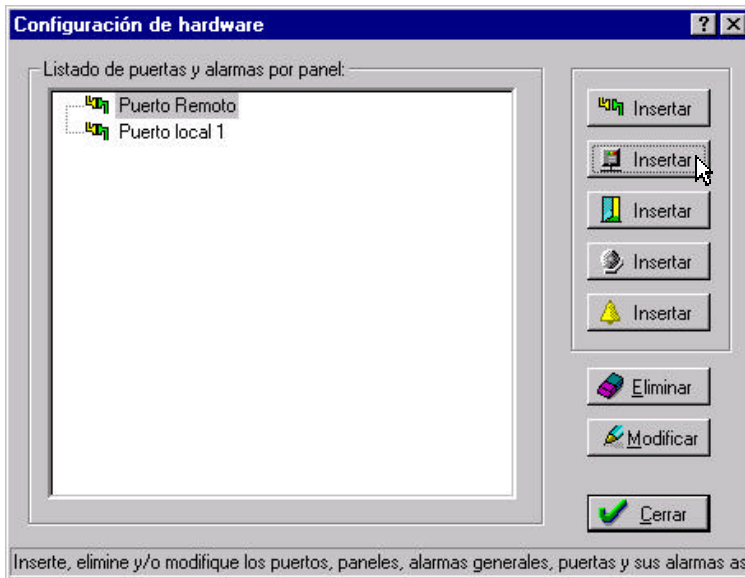 Configuración de hardware
Listado de puertas y alarmas por panel:
Puerto Remoto
Puerto local 1
Insertar
Insertar
Insertar
Insertar
Insertar
Eliminar
Modificar
Cerrar
Inserte, elimine y/o modifique los puertos, paneles, alarmas generales, puertas y sus alarmas as